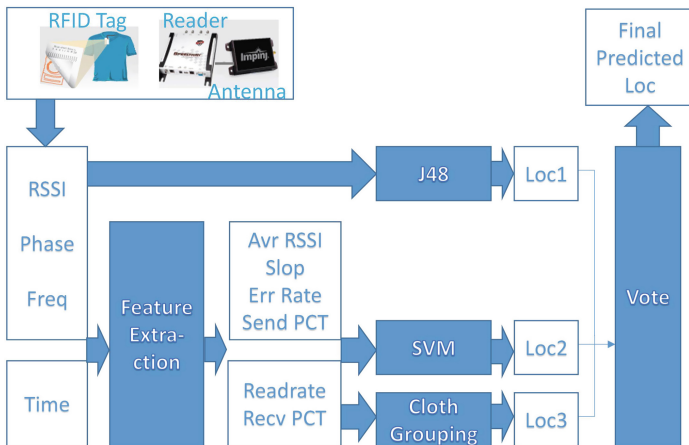 RFID Tag
Reader
Impinj
Antenna
Final
Predicted
Loc
RSSI
Phase
Freq
Time
J48
Loc1
Feature
Extra-
ction
Avr RSSI
Slop
Err Rate
Send PCT
Readrate
Recv PCT
SVM
Loc2
Cloth
Grouping
Loc3
Vote